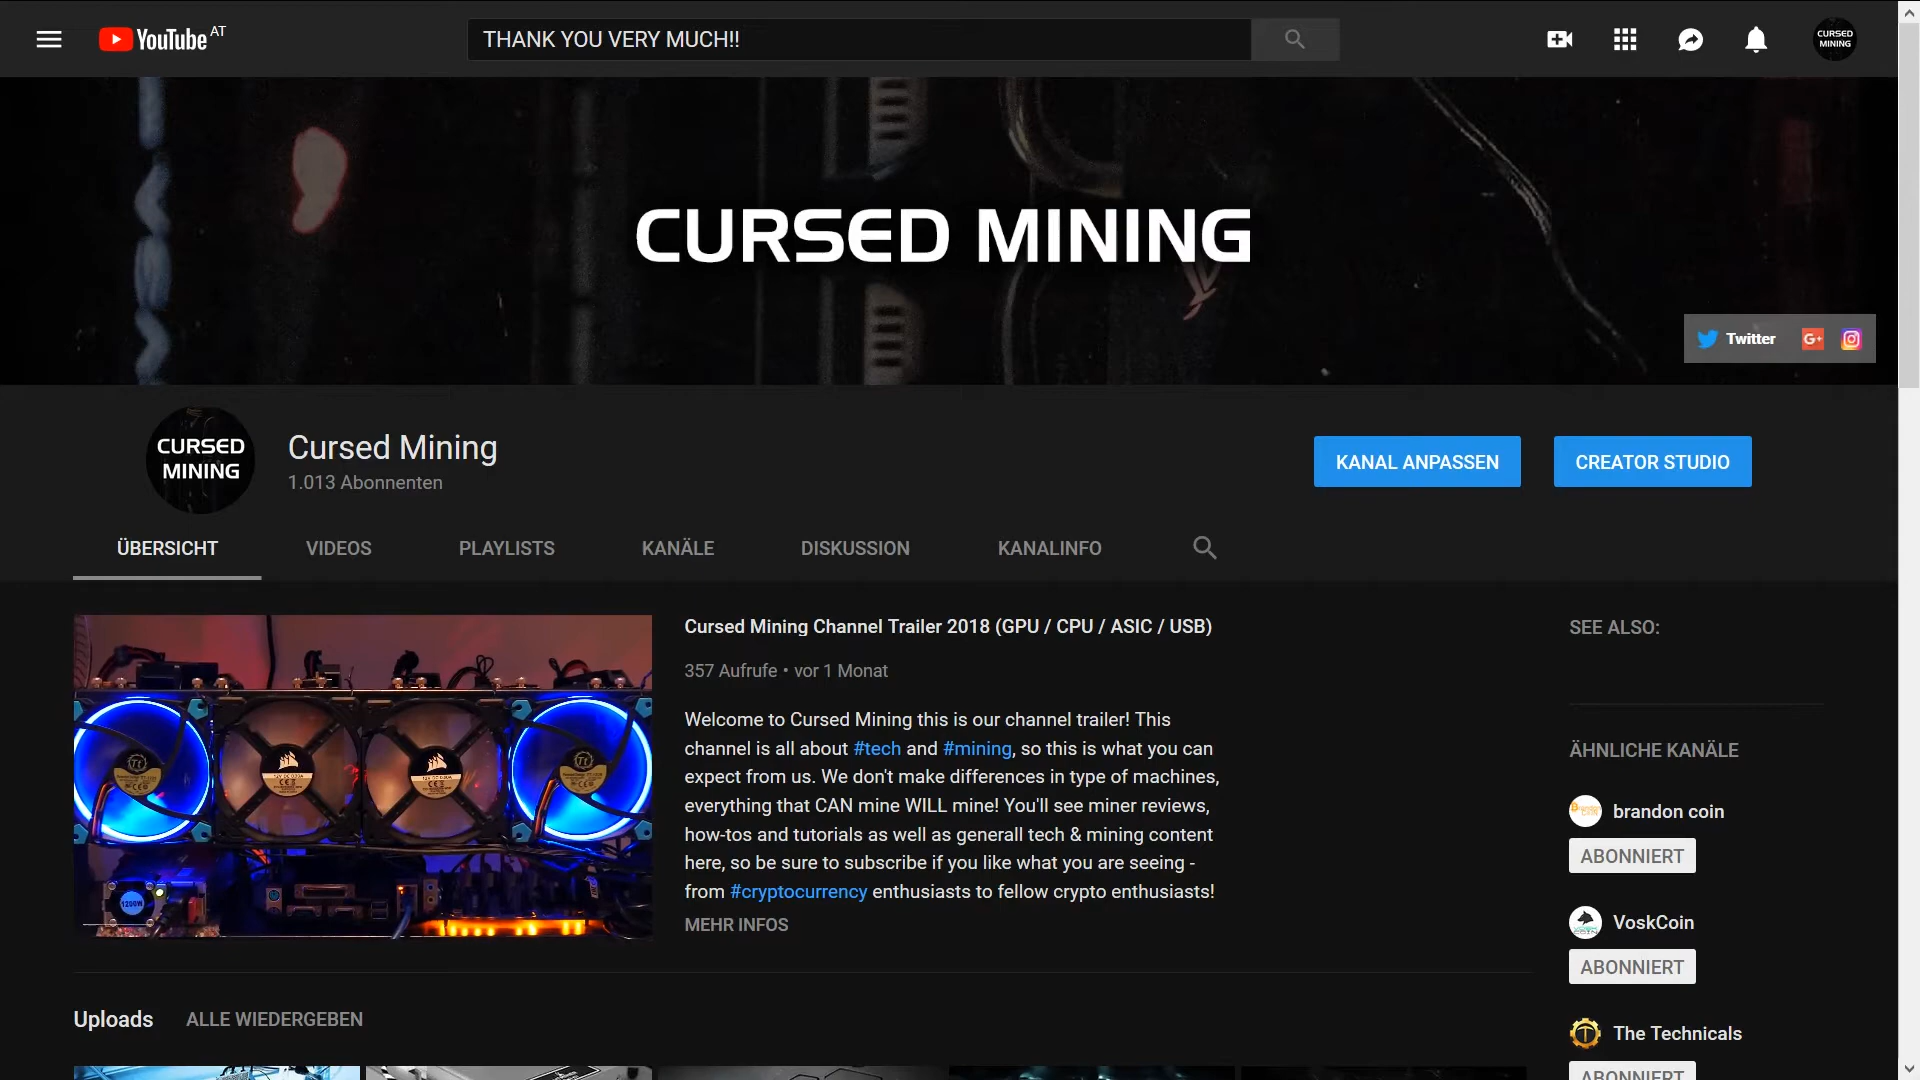 YouTube AT
THANK YOU VERY MUCH!!
CURSED
MINING
CURSED MINING
Twitter
G+
CURSED
MINING
Cursed Mining
1.013 Abonnenten
KANAL ANPASSEN
CREATOR STUDIO
ÜBERSICHT
VIDEOS
PLAYLISTS
KANÄLE
DISKUSSION
KANALINFO
Cursed Mining Channel Trailer 2018 (GPU / CPU / ASIC / USB)
357 Aufrufe • vor 1 Monat
Welcome to Cursed Mining this is our channel trailer! This
channel is all about #tech and #mining, so this is what you can
expect from us. We don't make differences in type of machines,
everything that CAN mine WILL mine! You'll see miner reviews,
how-tos and tutorials as well as generall tech & mining content
here, so be sure to subscribe if you like what you are seeing -
from #cryptocurrency enthusiasts to fellow crypto enthusiasts!
MEHR INFOS
1200W
SEE ALSO:
ÄHNLICHE KANÄLE
brandon coin
ABONNIERT
VoskCoin
ABONNIERT
The Technicals
ABONNIERT
Uploads
ALLE WIEDERGEBEN